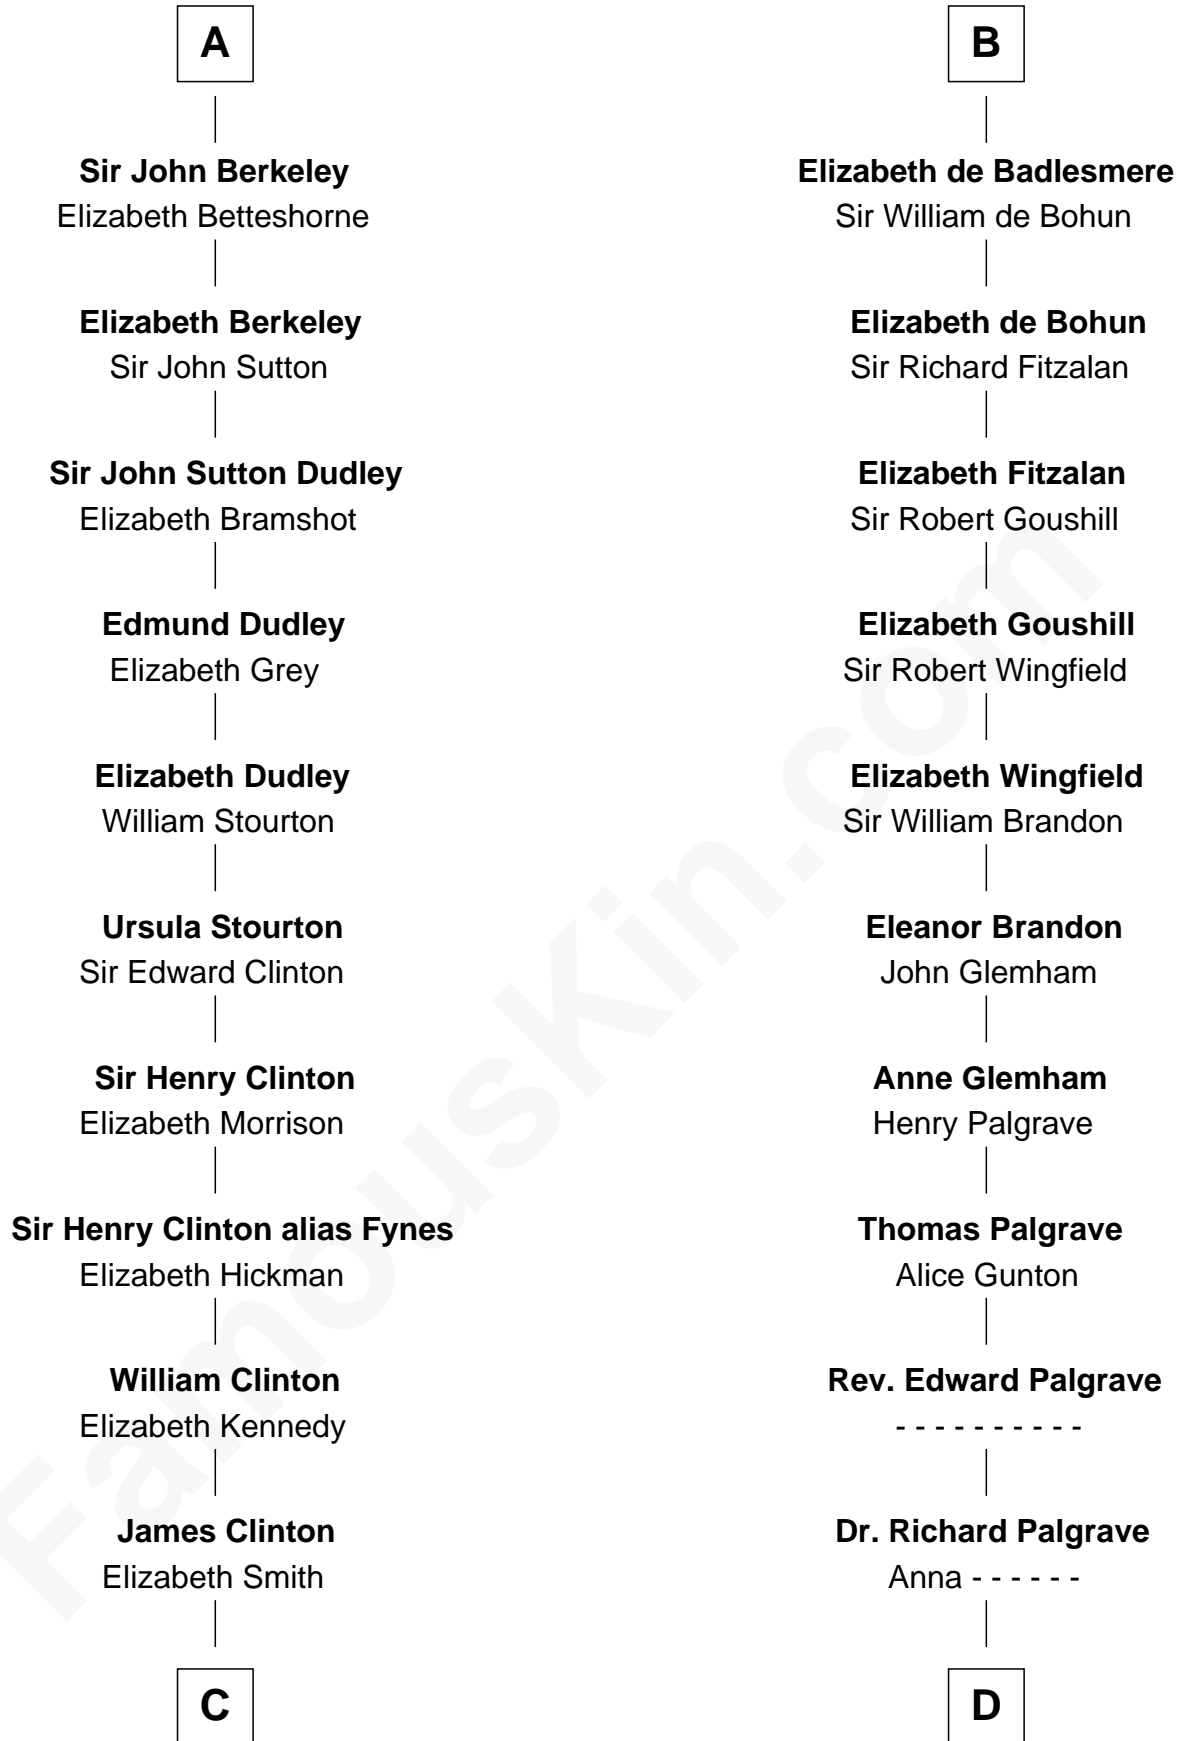 A
Sir John Berkeley
Elizabeth Betteshorne
Elizabeth Berkeley
Sir John Sutton
Sir John Sutton Dudley
Elizabeth Bramshot
Edmund Dudley
Elizabeth Grey
Elizabeth Dudley
William Stourton
Ursula Stourton
Sir Edward Clinton
Sir Henry Clinton
Elizabeth Morrison
Sir Henry Clinton alias Fynes
Elizabeth Hickman
William Clinton
Elizabeth Kennedy
James Clinton
Elizabeth Smith
C
B
Elizabeth de Badlesmere
Sir William de Bohun
Elizabeth de Bohun
Sir Richard Fitzalan
Elizabeth Fitzalan
Sir Robert Goushill
Elizabeth Goushill
Sir Robert Wingfield
Elizabeth Wingfield
Sir William Brandon
Eleanor Brandon
John Glemham
Anne Glemham
Henry Palgrave
Thomas Palgrave
Alice Gunton
Rev. Edward Palgrave
- - - - - - - - - -
Dr. Richard Palgrave
Anna - - - - - -
D
FamousKin.com